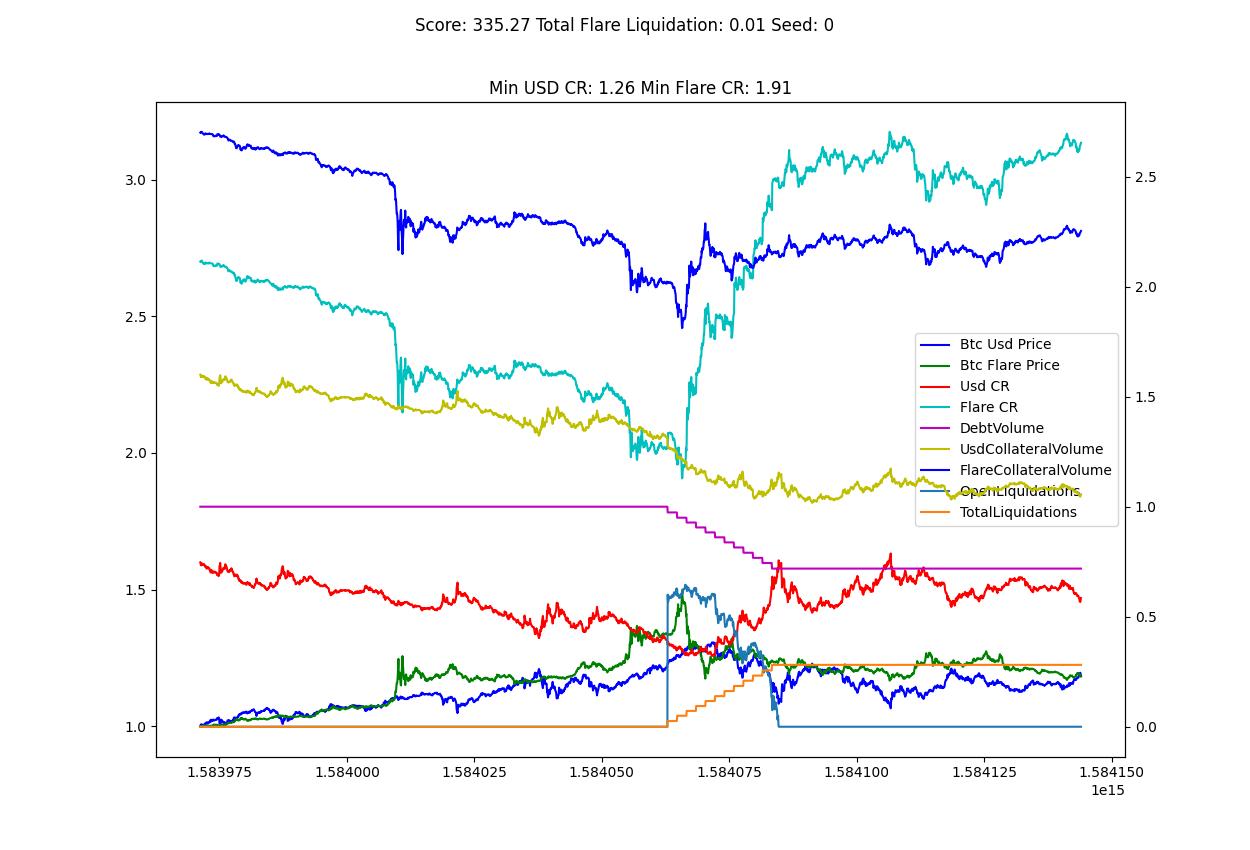 Score: 335.27 Total Flare Liquidation: 0.01 Seed: 0
Min USD CR: 1.26 Min Flare CR: 1.91
3.0
2.5
2.0
1.5
1.0
2.5
2.0
1.5
1.0
0.5
0.0
Btc Usd Price
Btc Flare Price
Usd CR
Flare CR
DebtVolume
UsdCollateralVolume
FlareCollateralVolume
OpenLiquidations
TotalLiquidations
1.583975 1.584000 1.584025 1.584050 1.584075 1.584100 1.584125 1.584150
1e15